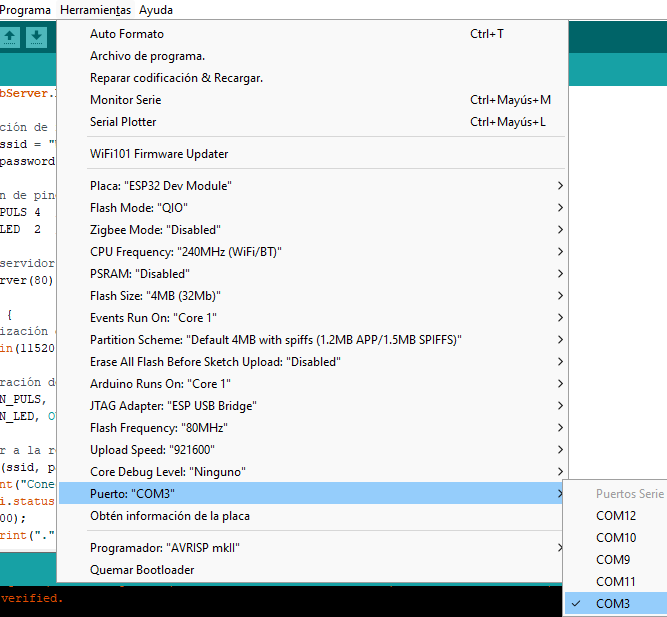 Programa Herramientas Ayuda
Auto Formato Ctrl+T
Archivo de programa.
Reparar codificación & Recargar.
Monitor Serie Ctrl+Mayús+M
Serial Plotter Ctrl+Mayús+L
WiFi101 Firmware Updater
Placa: "ESP32 Dev Module"
Flash Mode: "QIO"
Zigbee Mode: "Disabled"
CPU Frequency: "240MHz (WiFi/BT)"
PSRAM: "Disabled"
Flash Size: "4MB (32Mb)"
Events Run On: "Core 1"
Partition Scheme: "Default 4MB with spiffs (1.2MB APP/1.5MB SPIFFS)"
Erase All Flash Before Sketch Upload: "Disabled"
Arduino Runs On: "Core 1"
JTAG Adapter: "ESP USB Bridge"
Flash Frequency: "80MHz"
Upload Speed: "921600"
Core Debug Level: "Ninguno"
Puerto: "COM3"
Obtén información de la placa
Programador: "AVRISP mkII"
Quemar Bootloader
Puertos Serie
COM12
COM10
COM9
COM11
COM3
bServer.
ción de
ssid = "
password
n de pin
PULS 4
LED 2
servidor
rver(80)
{
ización
in(11520
ración d
N_PULS,
N_LED, O
r a la r
(ssid, p
nt("Cone
i.status
00);
rint("."
verified.